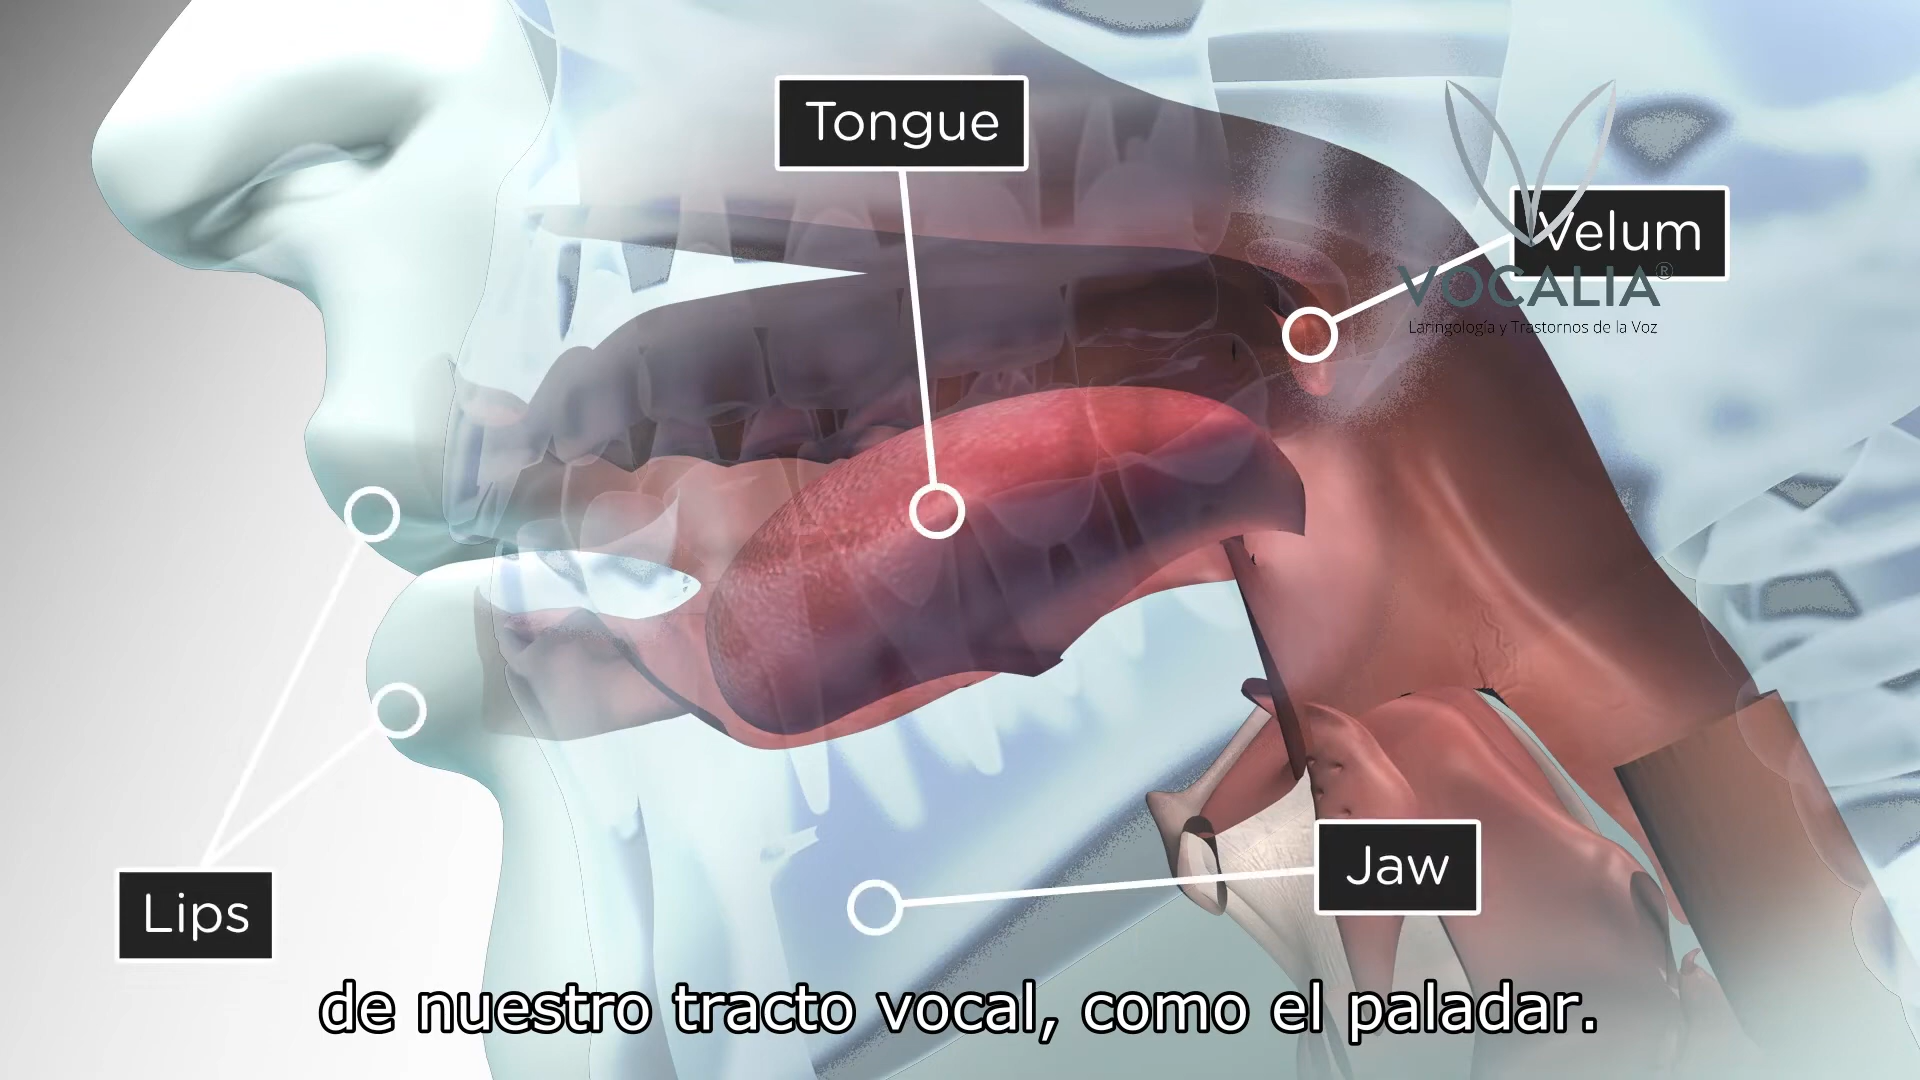 Tongue
Velum
VOCALIA®
Laringología y Trastornos de la Voz
Jaw
Lips
de nuestro tracto vocal, como el paladar.